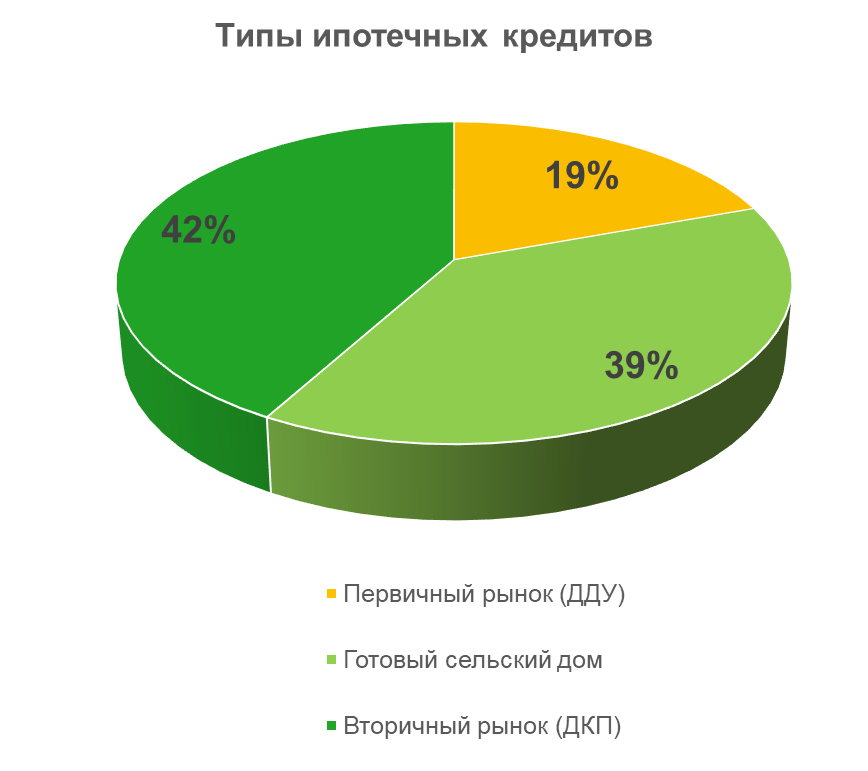 Типы ипотечных кредитов
19%
42%
39%
Первичный рынок (ДДУ)
Готовый сельский дом
Вторичный рынок (ДКП)